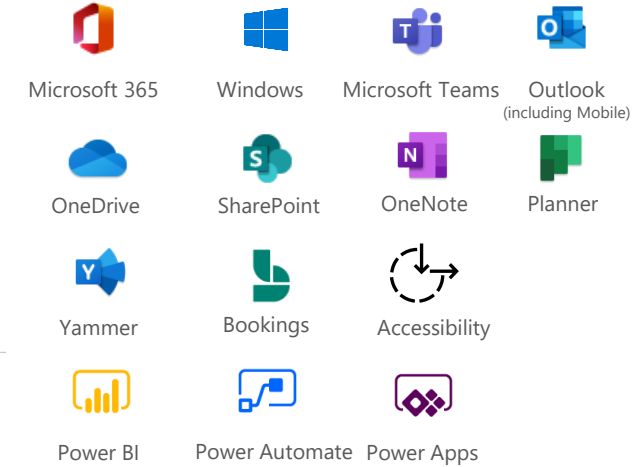 Microsoft 365 Windows Microsoft Teams Outlook
(including Mobile)
OneDrive SharePoint OneNote Planner
Yammer Bookings Accessibility
Power BI Power Automate Power Apps